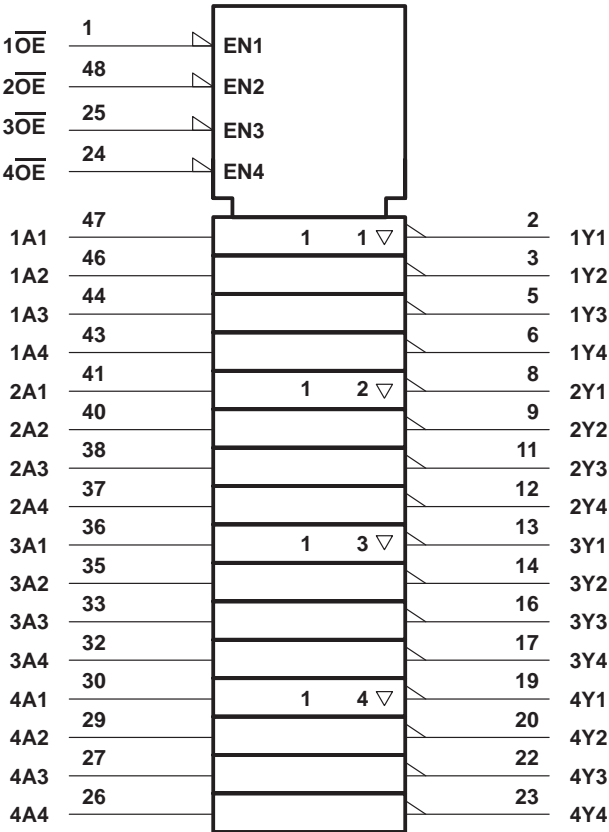 1O̅E̅ 1 EN1
2O̅E̅ 48 EN2
3O̅E̅ 25 EN3
4O̅E̅ 24 EN4
1A1 47 1 1 ▽ 2 1Y1
1A2 46 3 1Y2
1A3 44 5 1Y3
1A4 43 6 1Y4
2A1 41 1 2 ▽ 8 2Y1
2A2 40 9 2Y2
2A3 38 11 2Y3
2A4 37 12 2Y4
3A1 36 1 3 ▽ 13 3Y1
3A2 35 14 3Y2
3A3 33 16 3Y3
3A4 32 17 3Y4
4A1 30 1 4 ▽ 19 4Y1
4A2 29 20 4Y2
4A3 27 22 4Y3
4A4 26 23 4Y4